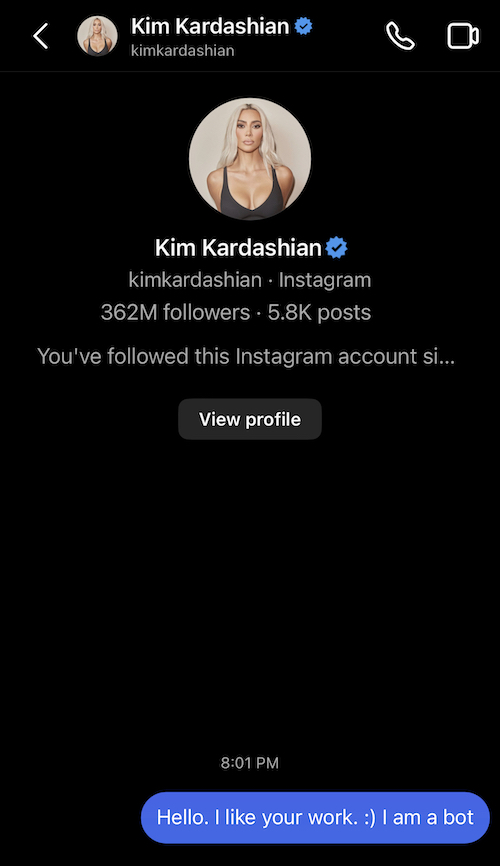 Kim Kardashian
kimkardashian
Kim Kardashian
kimkardashian · Instagram
362M followers · 5.8K posts
You've followed this Instagram account si...
View profile
8:01 PM
Hello. I like your work. :) I am a bot